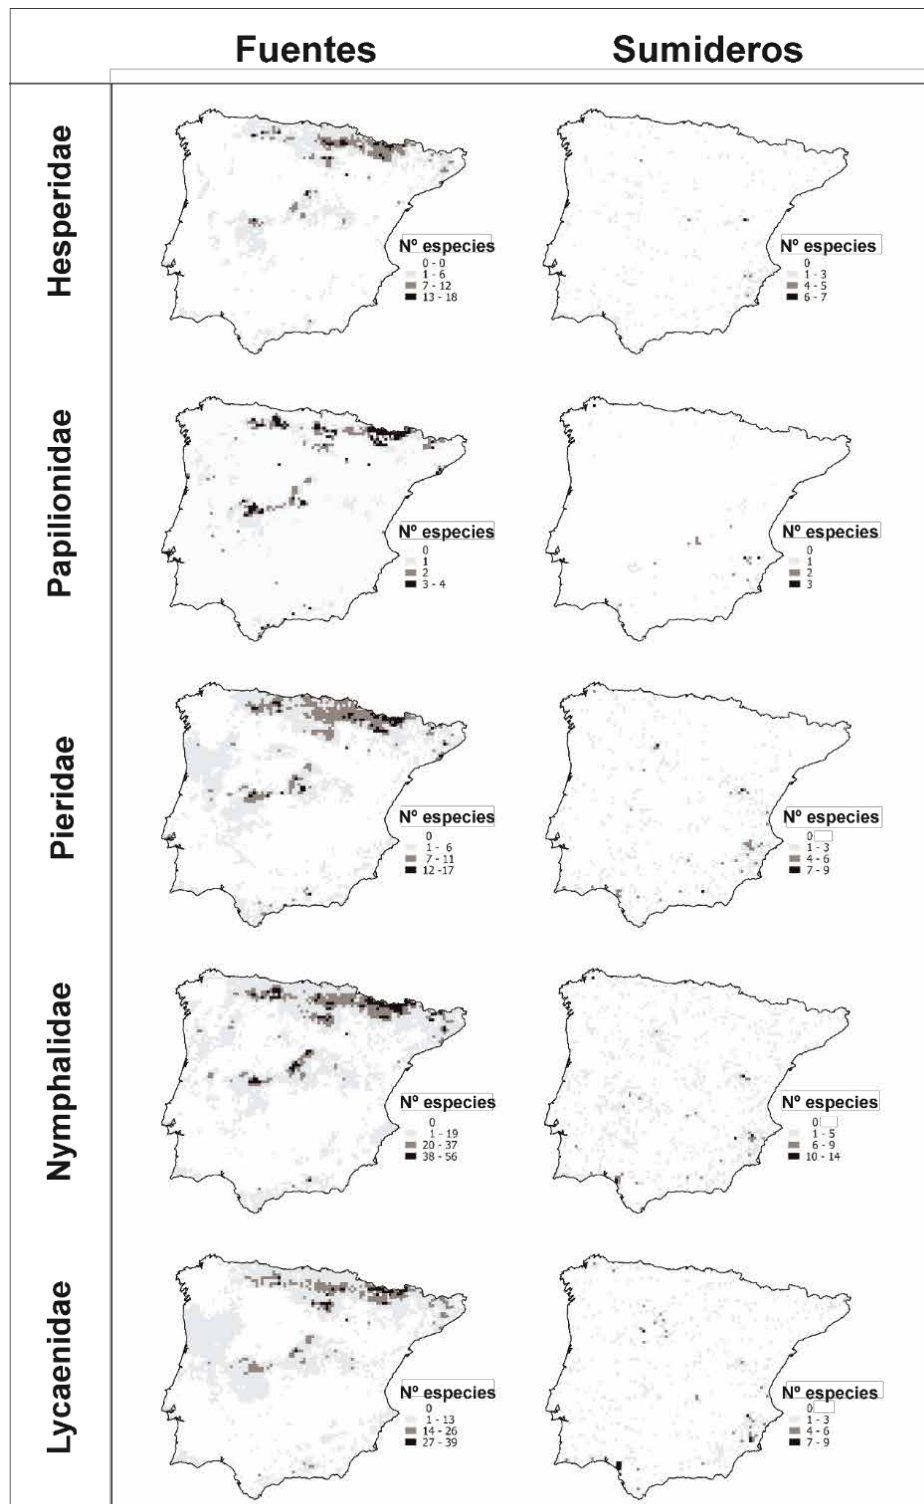 Fuentes Sumideros
Hesperidae
Nº especies
0 - 0
1 - 6
7 - 12
13 - 18
Nº especies
0
1 - 3
4 - 5
6 - 7
Papilionidae
Nº especies
0
1
2
3 - 4
Nº especies
0
1
2
3
Pieridae
Nº especies
0
1 - 6
7 - 11
12 -17
Nº especies
0
1 - 3
4 - 6
7 - 9
Nymphalidae
Nº especies
0
1 - 19
20 - 37
38 - 56
Nº especies
0
1 - 5
6 - 9
10 - 14
Lycaenidae
Nº especies
0
1 - 13
14 - 26
27 - 39
Nº especies
0
1 - 3
4 - 6
7 - 9